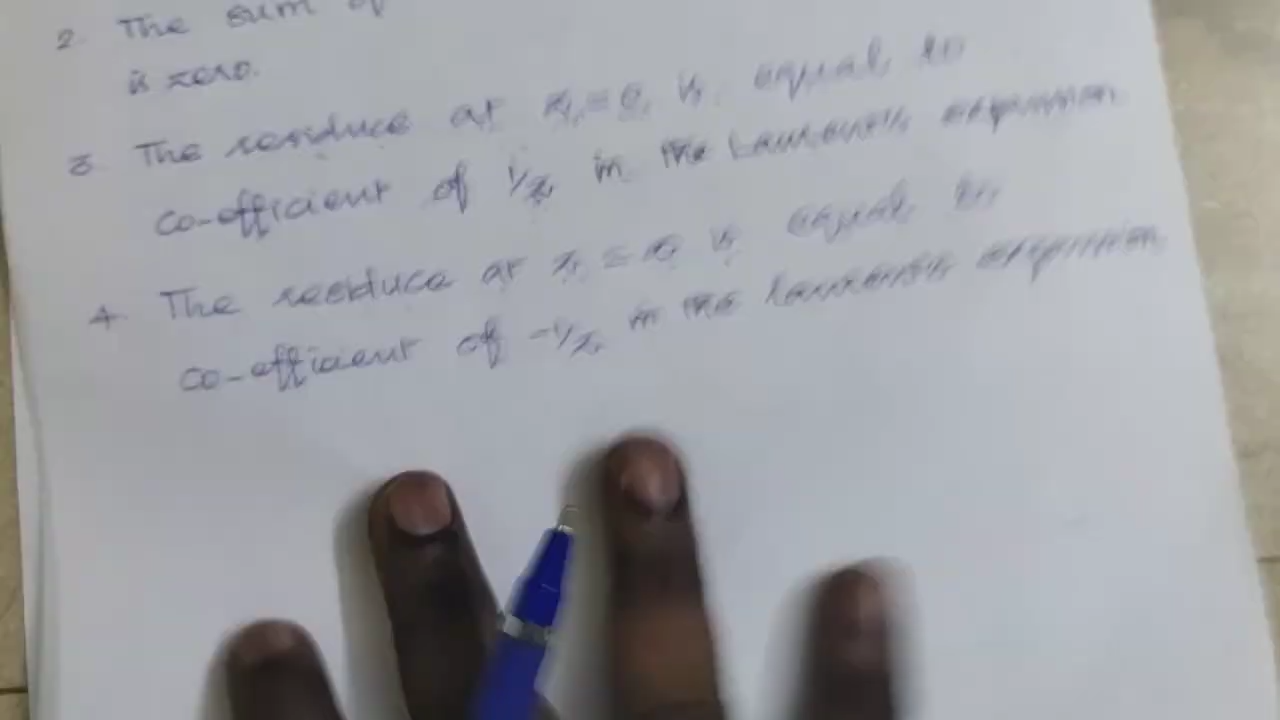 2. The sum of
is zero.
3. The residue at z = 0, is equal to
co-efficient of 1/z in the Laurent's expansion
4. The residue at z = ∞ is equal to
co-efficient of -1/z in the Laurent's expansion